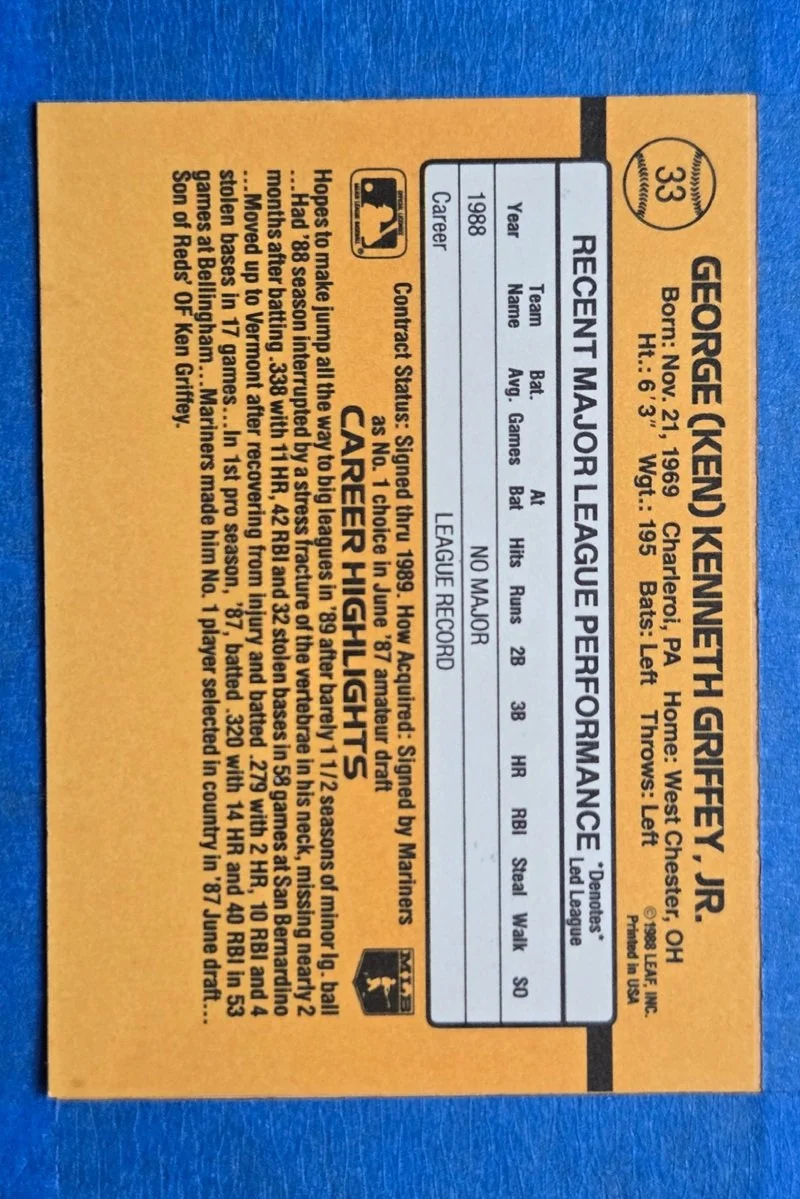 33
GEORGE (KEN) KENNETH GRIFFEY, JR.
Born: Nov. 21, 1969 Charleroi, PA Home: West Chester, OH
Ht.: 6'3" Wgt.: 195 Bats: Left Throws: Left
©1988 LEAF, INC.
Printed in USA
RECENT MAJOR LEAGUE PERFORMANCE
*Denotes*
Led League
Year Team Name Bat. Avg. Games At Bat Hits Runs 2B 3B HR RBI Steal Walk SO
1988 NO MAJOR
Career LEAGUE RECORD
Contract Status: Signed thru 1989. How Acquired: Signed by Mariners
as No. 1 choice in June '87 amateur draft
CAREER HIGHLIGHTS
MLB
Hopes to make jump all the way to big leagues in '89 after barely 1 1/2 seasons of minor lg. ball
...Had '88 season interrupted by a stress fracture of the vertebrae in his neck, missing nearly 2
months after batting .338 with 11 HR, 42 RBI and 32 stolen bases in 58 games at San Bernardino
...Moved up to Vermont after recovering from injury and batted .279 with 2 HR, 10 RBI and 4
stolen bases in 17 games...In 1st pro season, '87, batted .320 with 14 HR and 40 RBI in 53
games at Bellingham...Mariners made him No. 1 player selected in country in '87 June draft...
Son of Reds' OF Ken Griffey.